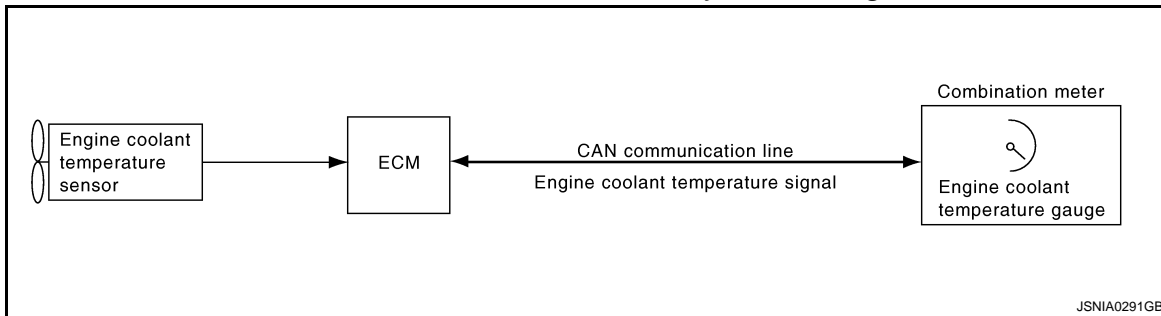 Engine coolant
temperature
sensor
ECM
CAN communication line
Engine coolant temperature signal
Combination meter
Engine coolant
temperature gauge
JSNIA0291GB